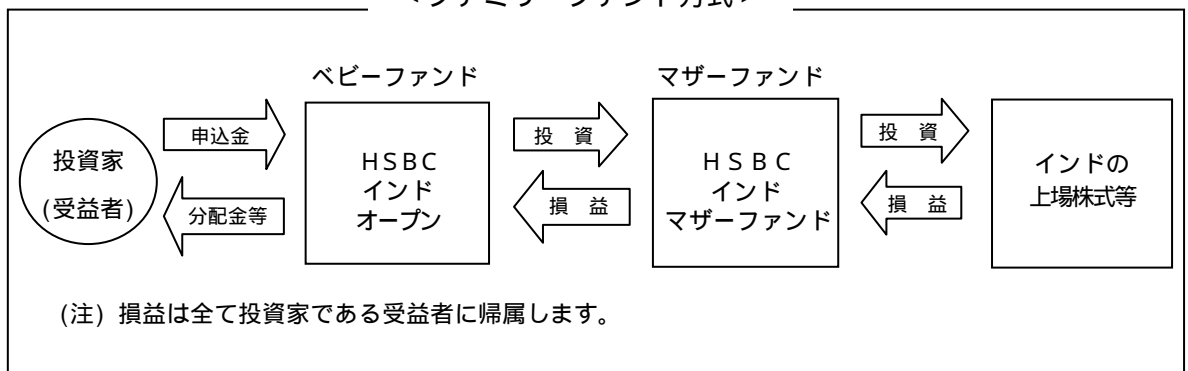 ベビーファンド
マザーファンド
申込金
投 資
投 資
投資家
(受益者)
HSBC
インド
オープン
HSBC
インド
マザーファンド
インドの
上場株式等
分配金等
損 益
損 益
(注) 損益は全て投資家である受益者に帰属します。